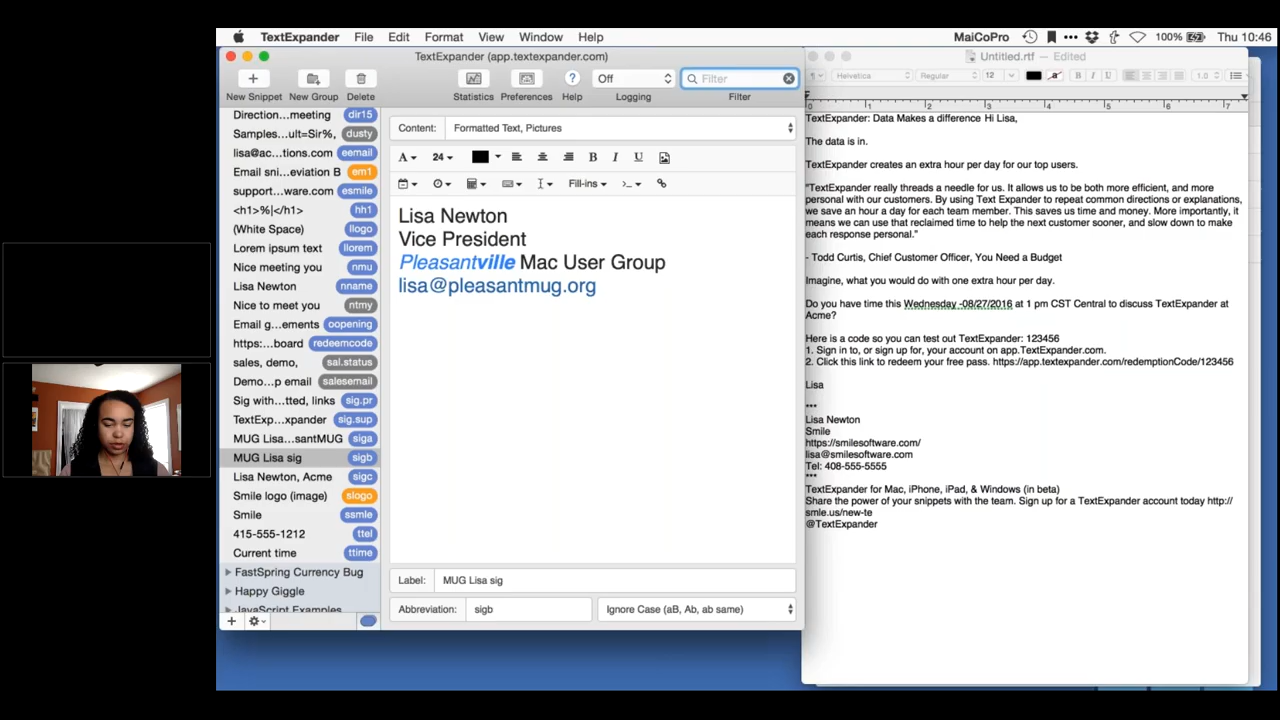 TextExpander File Edit Format View Window Help MaiCoPro 100% Thu 10:46
TextExpander (app.textexpander.com)
Off Filter
New Snippet New Group Delete Statistics Preferences Help Logging Filter
Direction...meeting dir15
Samples...ult=Sir%, dusty
lisa@ac...tions.com eemail
Email sni...eviation B em1
support...ware.com esmile
<h1>%|</h1> hh1
(White Space) llogo
Lorem ipsum text llorem
Nice meeting you nmu
Lisa Newton nname
Nice to meet you ntmy
Email g...ements oopening
https:...board redeemcode
sales, demo, sal.status
Demo...p email salesemail
Sig with...tted, links sig.pr
TextExp...xpander sig.sup
MUG Lisa...santMUG siga
MUG Lisa sig sigb
Lisa Newton, Acme sigc
Smile logo (image) slogo
Smile ssmle
415-555-1212 ttel
Current time ttime
FastSpring Currency Bug
Happy Giggle
JavaScript Examples
Content: Formatted Text, Pictures
A 24 B I U
Fill-ins
Lisa Newton
Vice President
Pleasantville Mac User Group
lisa@pleasantmug.org
Label: MUG Lisa sig
Abbreviation: sigb Ignore Case (aB, Ab, ab same)
Untitled.rtf — Edited
Helvetica Regular 12 a B I U 1.0
0 1 2 3 4 5 6 7
TextExpander: Data Makes a difference Hi Lisa,
The data is in.
TextExpander creates an extra hour per day for our top users.
"TextExpander really threads a needle for us. It allows us to be both more efficient, and more
personal with our customers. By using Text Expander to repeat common directions or explanations,
we save an hour a day for each team member. This saves us time and money. More importantly, it
means we can use that reclaimed time to help the next customer sooner, and slow down to make
each response personal."
- Todd Curtis, Chief Customer Officer, You Need a Budget
Imagine, what you would do with one extra hour per day.
Do you have time this Wednesday -08/27/2016 at 1 pm CST Central to discuss TextExpander at
Acme?
Here is a code so you can test out TextExpander: 123456
1. Sign in to, or sign up for, your account on app.TextExpander.com.
2. Click this link to redeem your free pass. https://app.textexpander.com/redemptionCode/123456
Lisa
***
Lisa Newton
Smile
https://smilesoftware.com/
lisa@smilesoftware.com
Tel: 408-555-5555
***
TextExpander for Mac, iPhone, iPad, & Windows (in beta)
Share the power of your snippets with the team. Sign up for a TextExpander account today http://
smle.us/new-te
@TextExpander